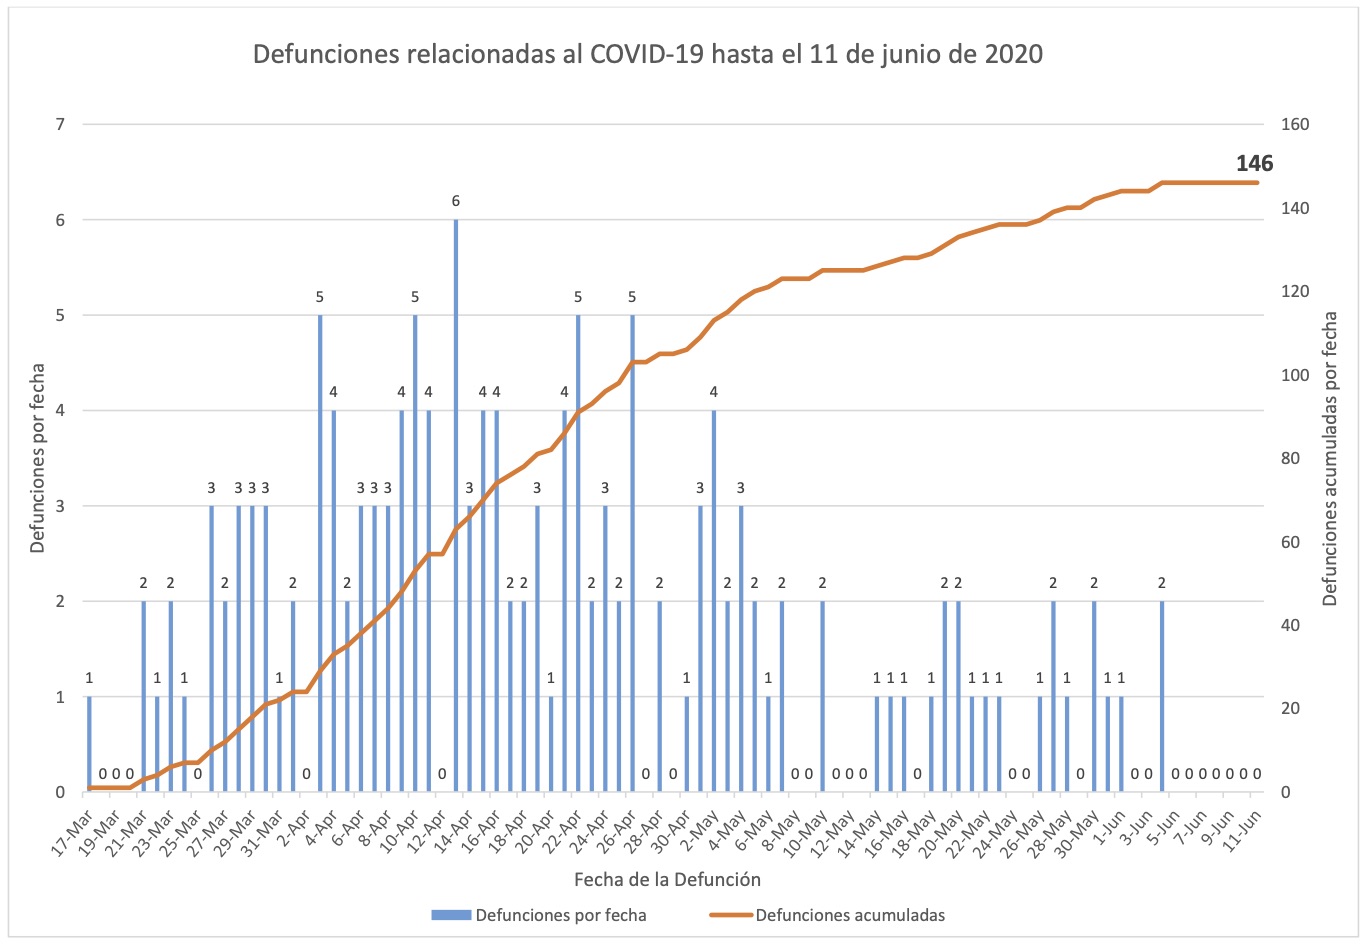 Defunciones relacionadas al COVID-19 hasta el 11 de junio de 2020
7
6
5
4
3
2
1
0
Defunciones por fecha
6
5 5 5 5
4 4 4 4 4 4 4
3 3 3 3 3 3 3 3 3 3 3 3
2 2 2 2 2 2 2 2 2 2 2 2 2 2 2 2 2 2 2
1 1 1 1 1 1 1 1 1 1 1 1 1 1 1 1 1 1
0 0 0 0 0 0 0 0 0 0 0 0 0 0 0 0 0 0 0 0 0 0 0 0 0 0
146
160
140
120
100
80
60
40
20
0
Defunciones acumuladas por fecha
17-Mar
19-Mar
21-Mar
23-Mar
25-Mar
27-Mar
29-Mar
31-Mar
2-Apr
4-Apr
6-Apr
8-Apr
10-Apr
12-Apr
14-Apr
16-Apr
18-Apr
20-Apr
22-Apr
24-Apr
26-Apr
28-Apr
30-Apr
2-May
4-May
6-May
8-May
10-May
12-May
14-May
16-May
18-May
20-May
22-May
24-May
26-May
28-May
30-May
1-Jun
3-Jun
5-Jun
7-Jun
9-Jun
11-Jun
Fecha de la Defunción
Defunciones por fecha
Defunciones acumuladas